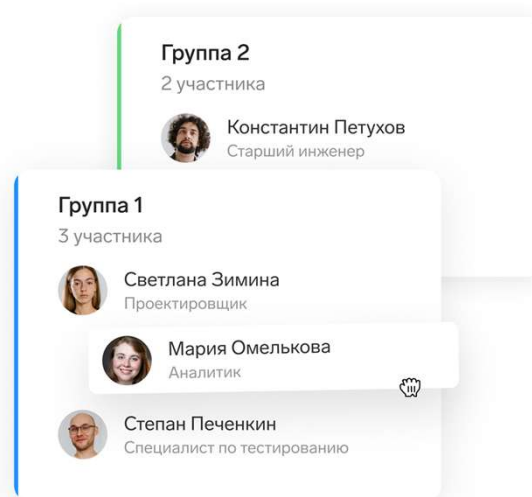 Группа 2
2 участника
Константин Петухов
Старший инженер
Группа 1
3 участника
Светлана Зимина
Проектировщик
Мария Омелькова
Аналитик
Степан Печенкин
Специалист по тестированию